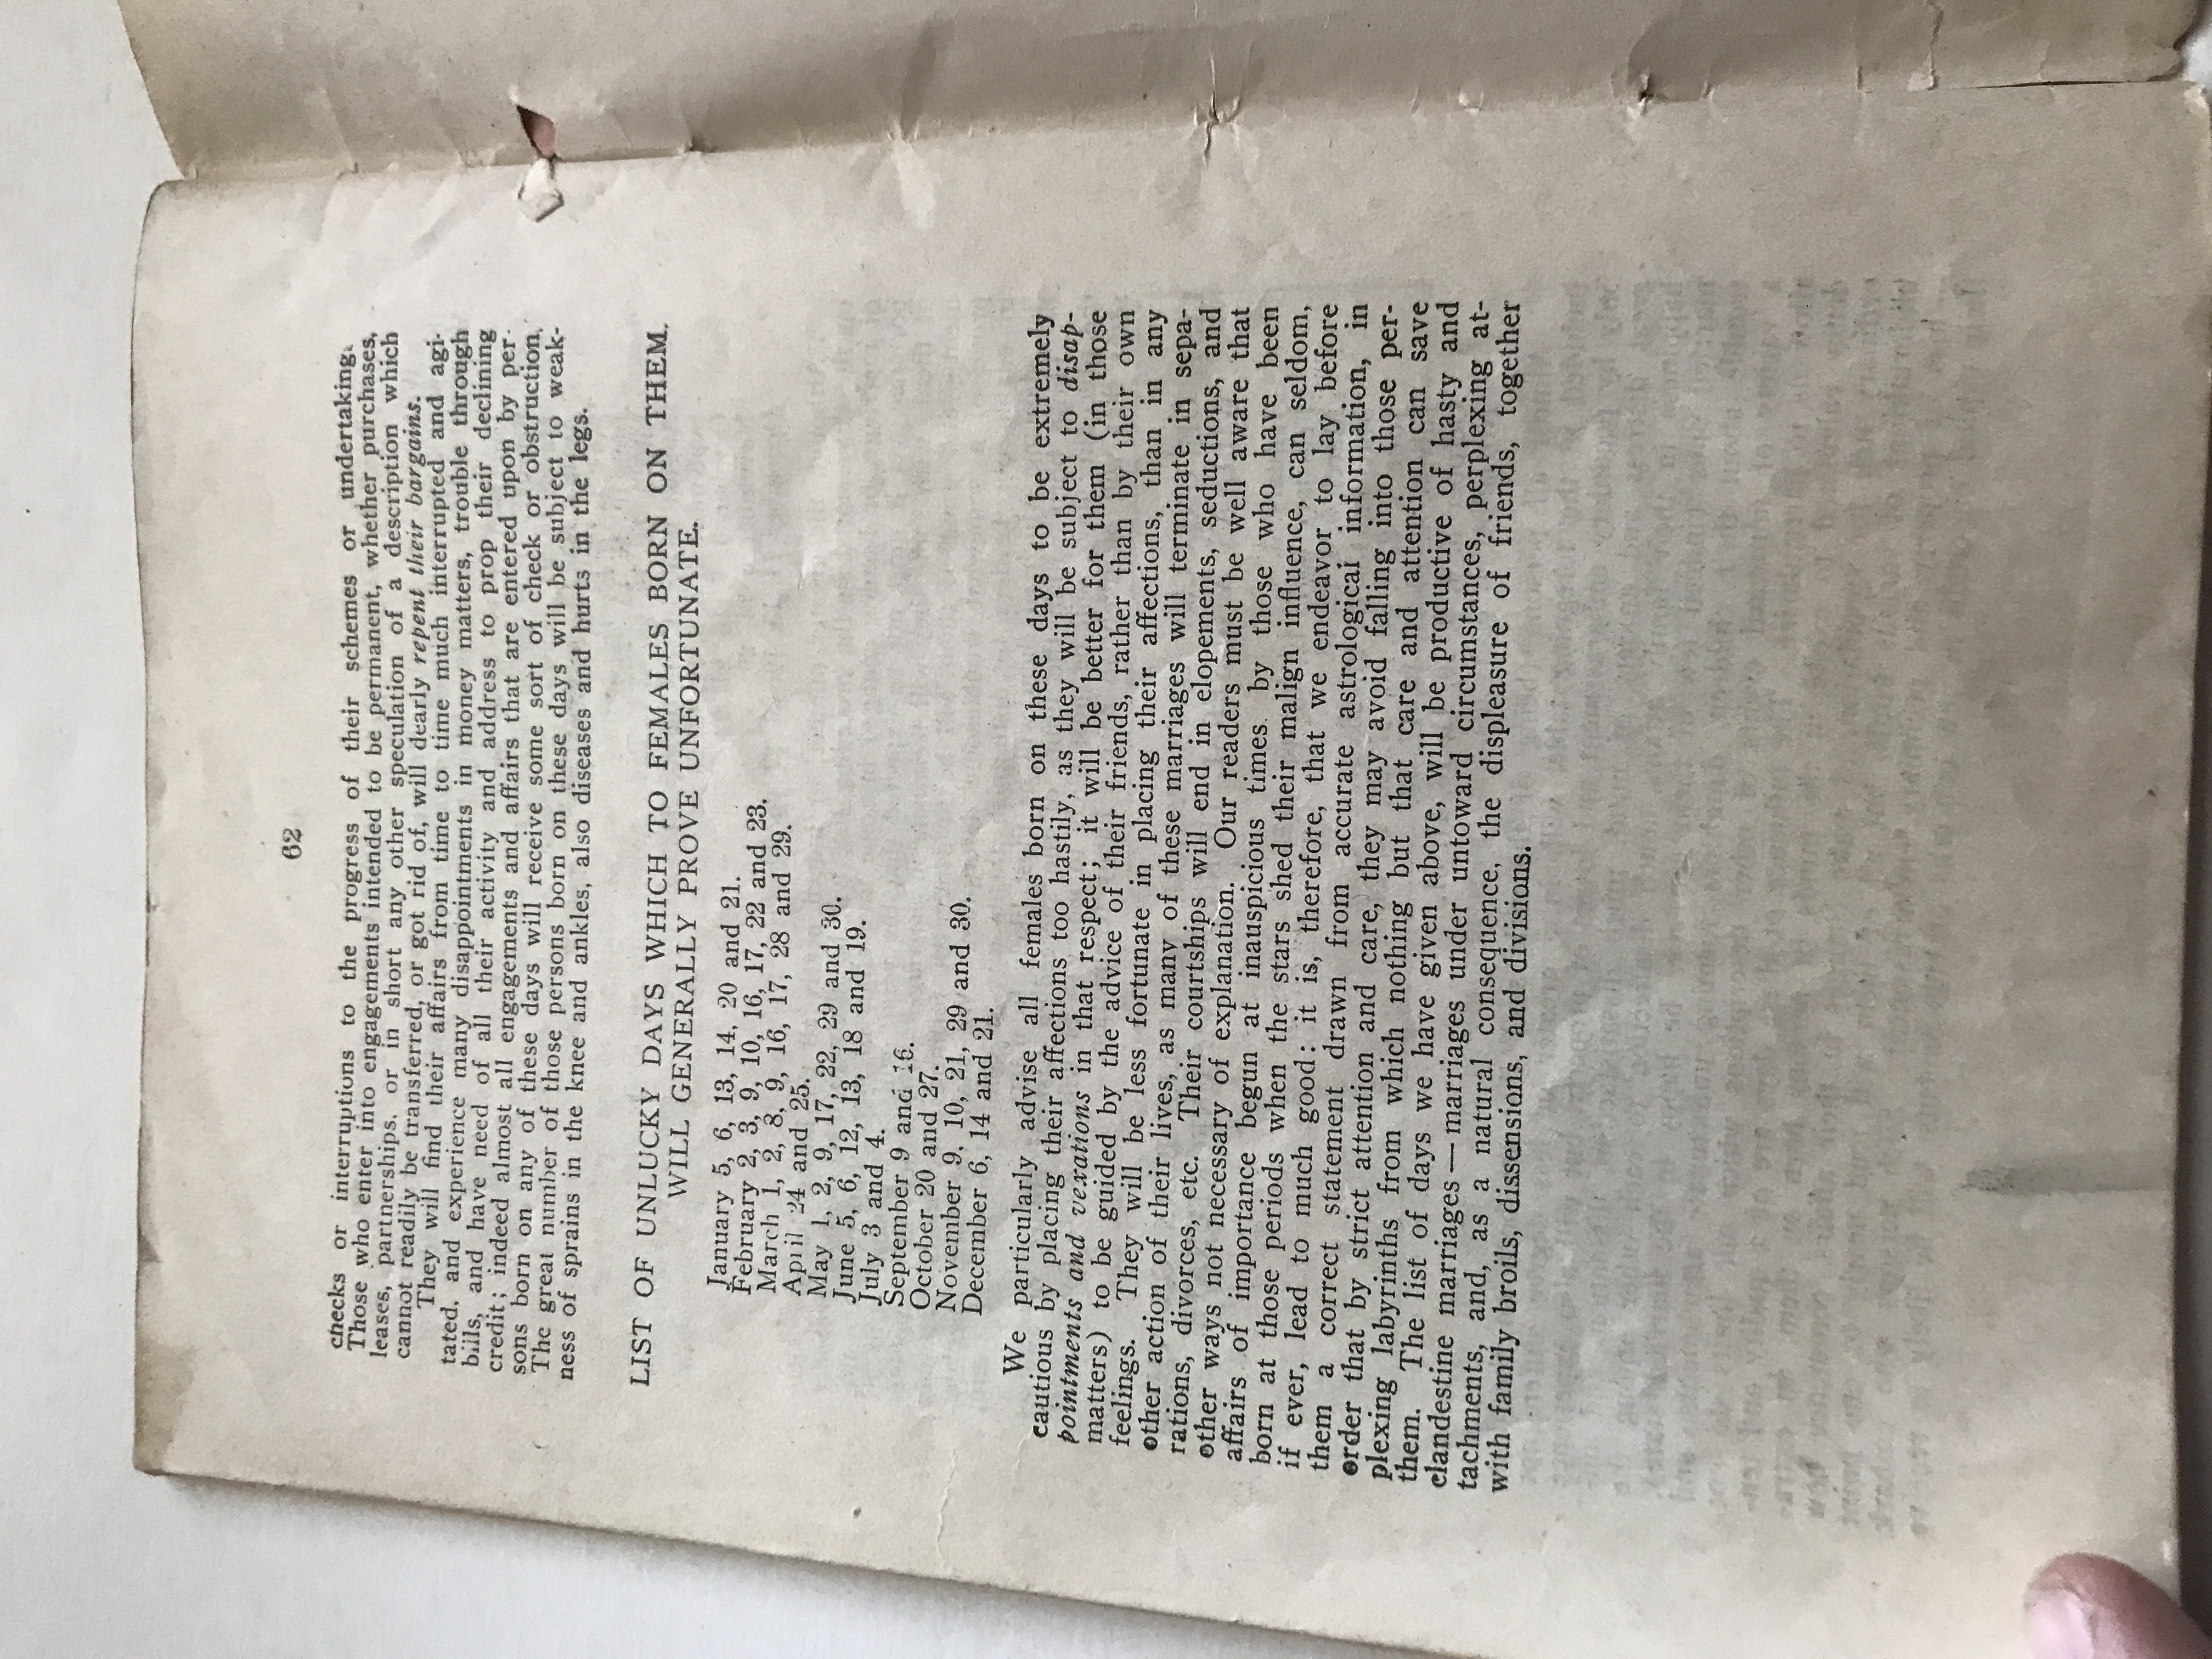 62
checks or interruptions to the progress of their schemes or undertaking.
Those who enter into engagements intended to be permanent, whether purchases,
leases, partnerships, or in short any other speculation of a description which
cannot readily be transferred, or got rid of, will dearly repent their bargains.
They will find their affairs from time to time much interrupted and agi-
tated, and experience many disappointments in money matters, trouble through
bills, and have need of all their activity and address to prop their declining
credit; indeed almost all engagements and affairs that are entered upon by per-
sons born on any of these days will receive some sort of check or obstruction.
The great number of those persons born on these days will be subject to weak-
ness of sprains in the knee and ankles, also diseases and hurts in the legs.
LIST OF UNLUCKY DAYS WHICH TO FEMALES BORN ON THEM.
WILL GENERALLY PROVE UNFORTUNATE.
January 5, 6, 13, 14, 20 and 21.
February 2, 3, 9, 10, 16, 17, 22 and 23.
March 1, 2, 8, 9, 16, 17, 28 and 29.
April 24 and 25.
May 1, 2, 9, 17, 22, 29 and 30.
June 5, 6, 12, 13, 18 and 19.
July 3 and 4.
September 9 and 16.
October 20 and 27.
November 9, 10, 21, 29 and 30.
December 6, 14 and 21.
We particularly advise all females born on these days to be extremely
cautious by placing their affections too hastily, as they will be subject to disap-
pointments and vexations in that respect; it will be better for them (in those
matters) to be guided by the advice of their friends, rather than by their own
feelings. They will be less fortunate in placing their affections, than in any
other action of their lives, as many of these marriages will terminate in sepa-
rations, divorces, etc. Their courtships will end in elopements, seductions, and
other ways not necessary of explanation. Our readers must be well aware that
affairs of importance begun at inauspicious times by those who have been
born at those periods when the stars shed their malign influence, can seldom,
if ever, lead to much good: it is, therefore, that we endeavor to lay before
them a correct statement drawn from accurate astrological information, in
order that by strict attention and care, they may avoid falling into those per-
plexing labyrinths from which nothing but that care and attention can save
them. The list of days we have given above, will be productive of hasty and
clandestine marriages — marriages under untoward circumstances, perplexing at-
tachments, and, as a natural consequence, the displeasure of friends, together
with family broils, dissensions, and divisions.